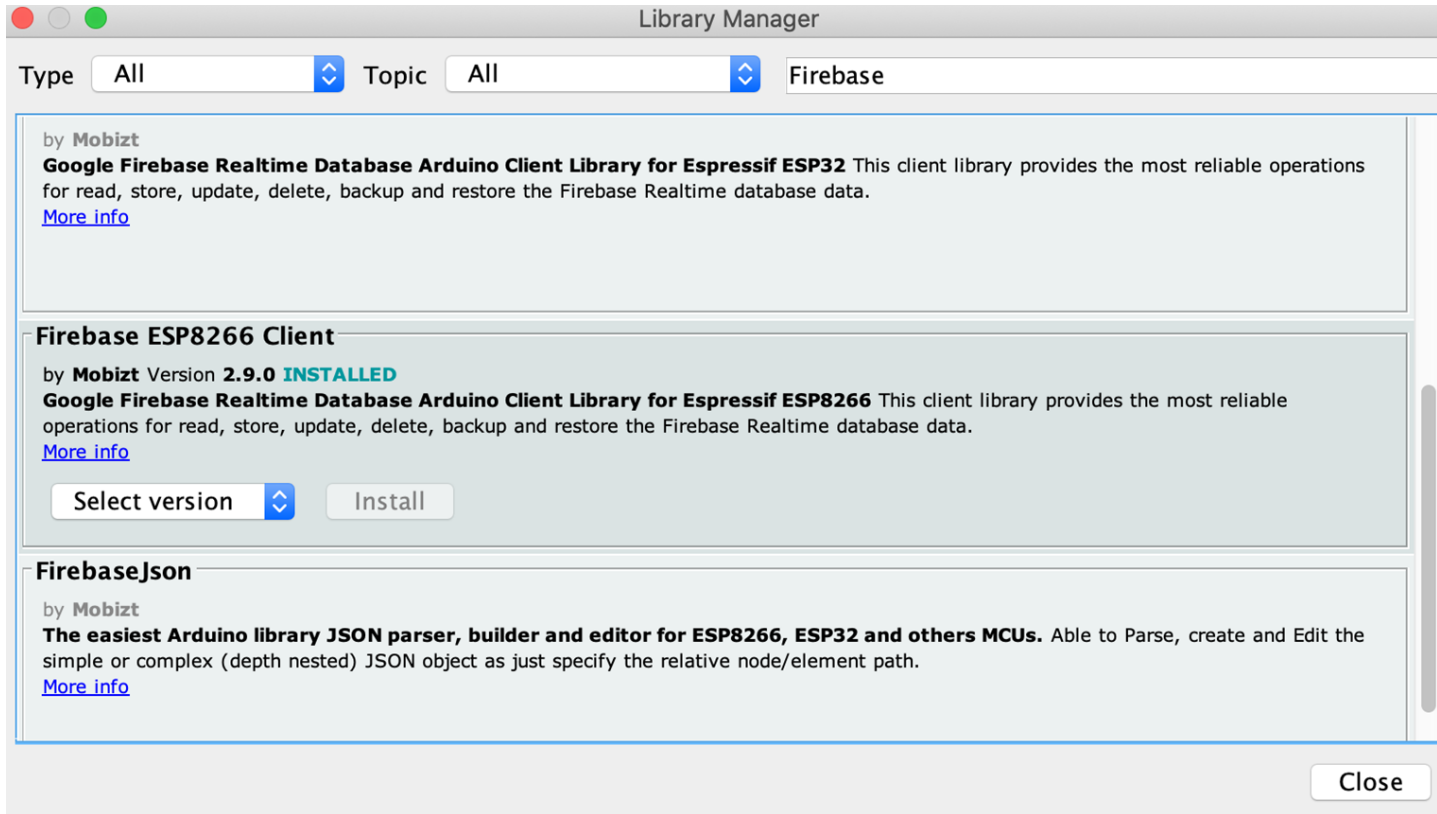 Library Manager
Type All Topic All Firebase
by Mobizt
Google Firebase Realtime Database Arduino Client Library for Espressif ESP32 This client library provides the most reliable operations
for read, store, update, delete, backup and restore the Firebase Realtime database data.
More info
Firebase ESP8266 Client
by Mobizt Version 2.9.0 INSTALLED
Google Firebase Realtime Database Arduino Client Library for Espressif ESP8266 This client library provides the most reliable
operations for read, store, update, delete, backup and restore the Firebase Realtime database data.
More info
Select version Install
FirebaseJson
by Mobizt
The easiest Arduino library JSON parser, builder and editor for ESP8266, ESP32 and others MCUs. Able to Parse, create and Edit the
simple or complex (depth nested) JSON object as just specify the relative node/element path.
More info
Close